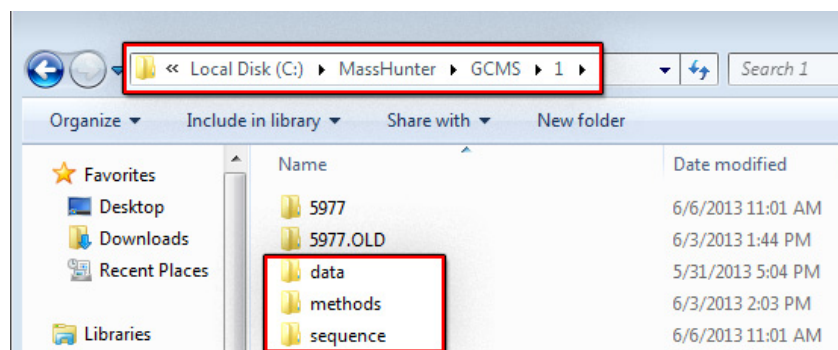 « Local Disk (C:) ▸ MassHunter ▸ GCMS ▸ 1 ▸ Search 1
Organize Include in library Share with New folder
Name Date modified
Favorites
Desktop 5977 6/6/2013 11:01 AM
Downloads 5977.OLD 6/3/2013 1:44 PM
Recent Places data 5/31/2013 5:04 PM
methods 6/3/2013 2:03 PM
Libraries sequence 6/6/2013 11:01 AM